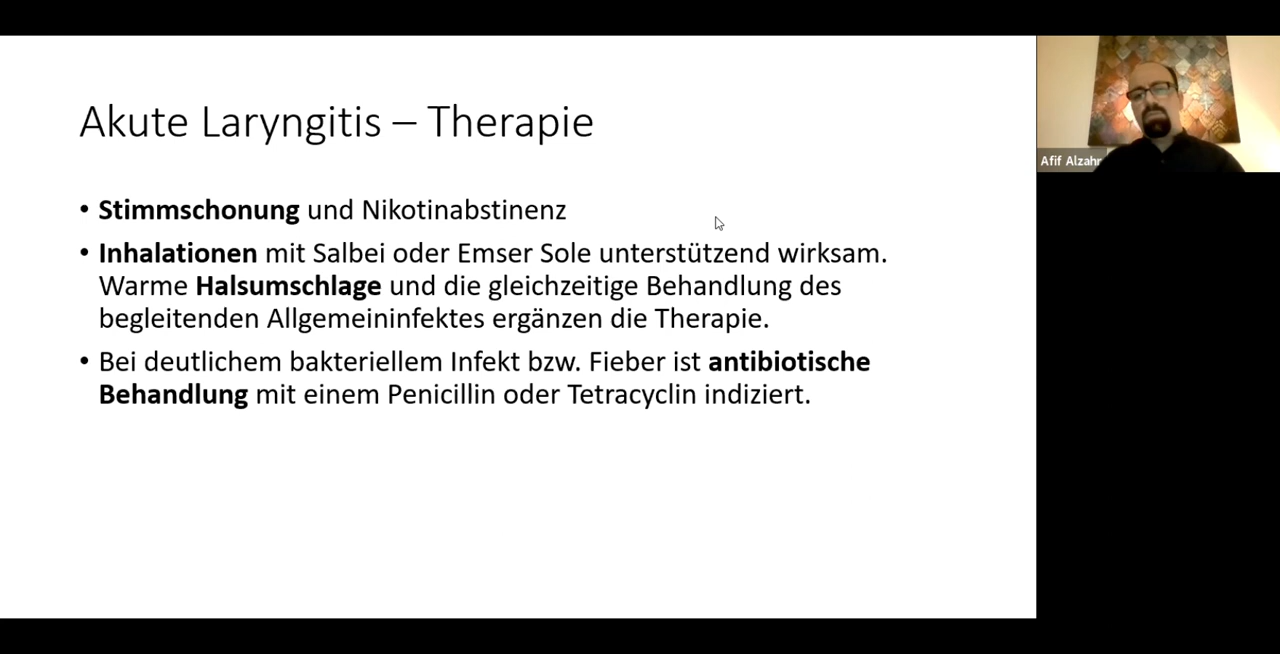 Akute Laryngitis – Therapie
• Stimmschonung und Nikotinabstinenz
• Inhalationen mit Salbei oder Emser Sole unterstützend wirksam.
Warme Halsumschlage und die gleichzeitige Behandlung des
begleitenden Allgemeininfektes ergänzen die Therapie.
• Bei deutlichem bakteriellem Infekt bzw. Fieber ist antibiotische
Behandlung mit einem Penicillin oder Tetracyclin indiziert.
Afif Alzahr